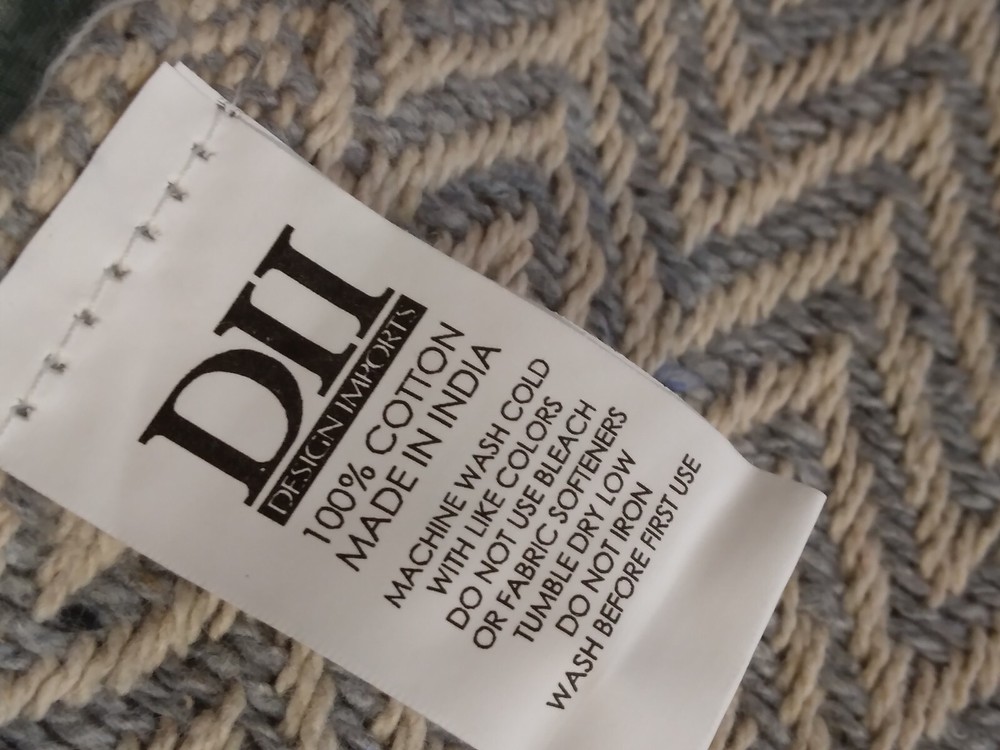 DII
DESIGN IMPORTS
100% COTTON
MADE IN INDIA
MACHINE WASH COLD
WITH LIKE COLORS
DO NOT USE BLEACH
OR FABRIC SOFTENERS
TUMBLE DRY LOW
DO NOT IRON
WASH BEFORE FIRST USE